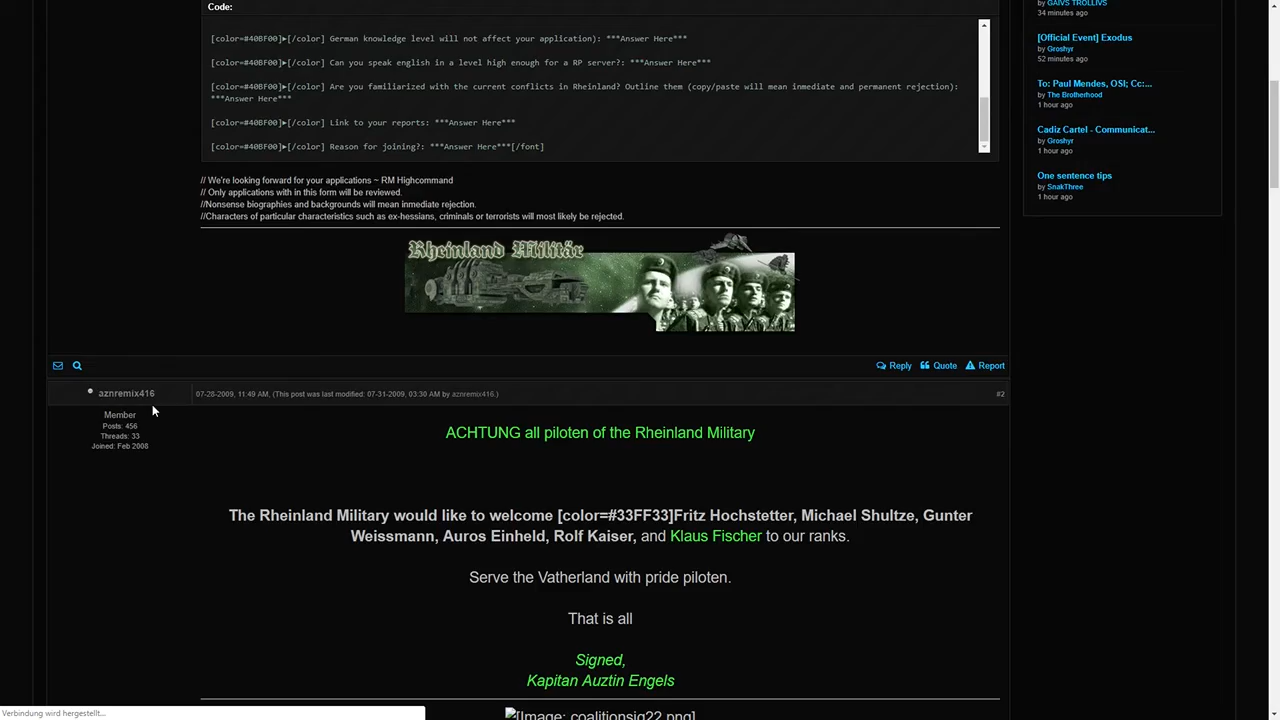 Code:
[color=#40BF00]►[/color] German knowledge level will not affect your application): ***Answer Here***
[color=#40BF00]►[/color] Can you speak english in a level high enough for a RP server?: ***Answer Here***
[color=#40BF00]►[/color] Are you familiarized with the current conflicts in Rheinland? Outline them (copy/paste will mean inmediate and permanent rejection):
***Answer Here***
[color=#40BF00]►[/color] Link to your reports: ***Answer Here***
[color=#40BF00]►[/color] Reason for joining?: ***Answer Here***[/font]
// We're looking forward for your applications ~ RM Highcommand
// Only applications with in this form will be reviewed.
//Nonsense biographies and backgrounds will mean inmediate rejection.
//Characters of particular characteristics such as ex-hessians, criminals or terrorists will most likely be rejected.
Rheinland Militär
Reply Quote Report
aznremix416
Member
Posts: 456
Threads: 33
Joined: Feb 2008
07-28-2009, 11:49 AM, (This post was last modified: 07-31-2009, 03:30 AM by aznremix416.)
#2
ACHTUNG all piloten of the Rheinland Military
The Rheinland Military would like to welcome [color=#33FF33]Fritz Hochstetter, Michael Shultze, Gunter
Weissmann, Auros Einheld, Rolf Kaiser, and Klaus Fischer to our ranks.
Serve the Vatherland with pride piloten.
That is all
Signed,
Kapitan Auztin Engels
[Image: coalitionsig22.png]
by GAIVS TROLLIVS
34 minutes ago
[Official Event] Exodus
by Groshyr
52 minutes ago
To: Paul Mendes, OSI; Cc:...
by The Brotherhood
1 hour ago
Cadiz Cartel - Communicat...
by Groshyr
1 hour ago
One sentence tips
by SnakThree
1 hour ago
Verbindung wird hergestellt...